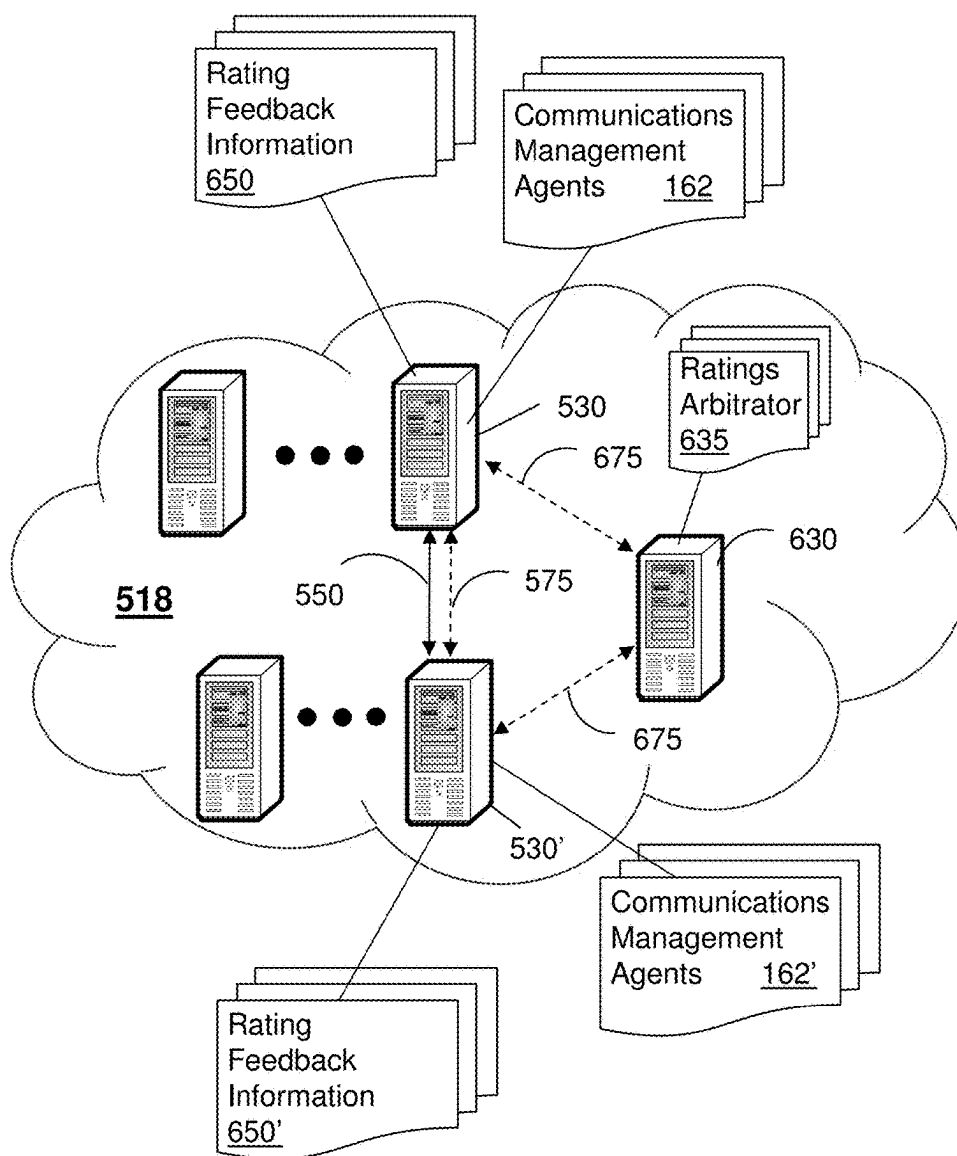 Rating
Feedback
Information
650
Communications
Management
Agents 162
Ratings
Arbitrator
635
530
675
630
518
550
575
675
530'
Communications
Management
Agents 162'
Rating
Feedback
Information
650'